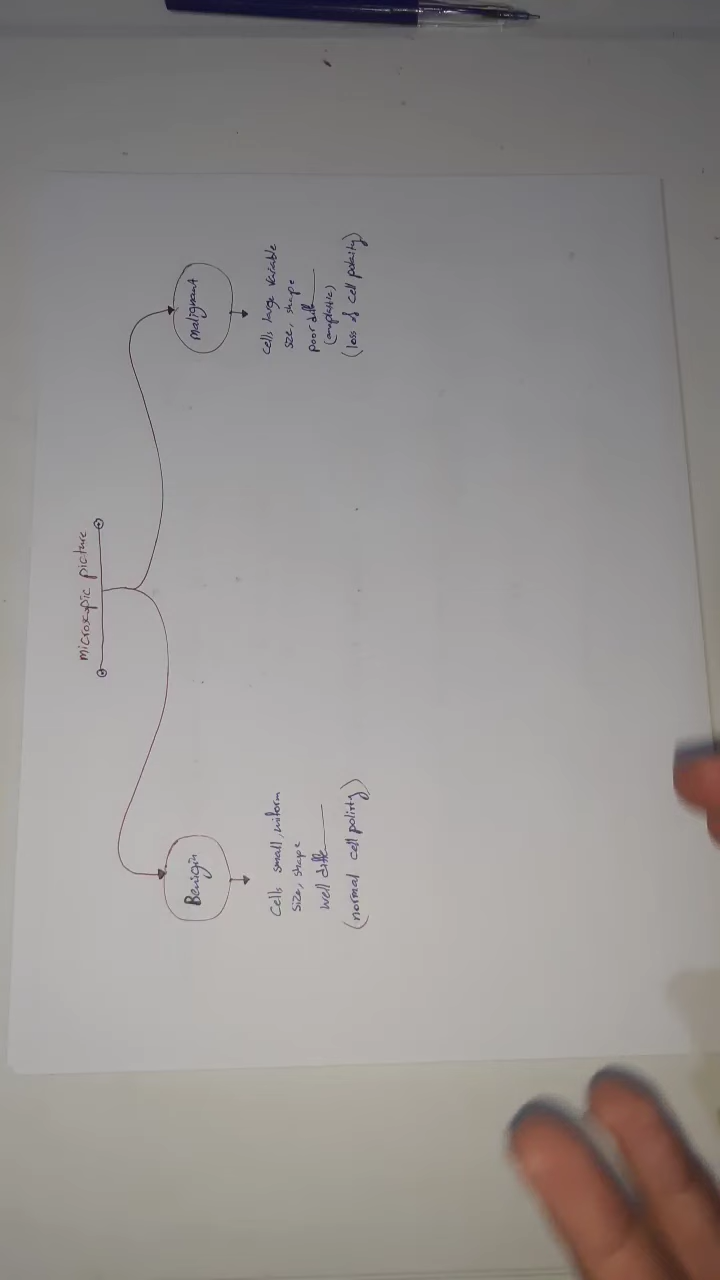 microscopic picture
Benign
Cells small, uniform
size, shape
well diff
(normal cell polirty)
malignant
cells large variable
size, shape
poor diff
(anaplastic)
(loss of cell polarity)